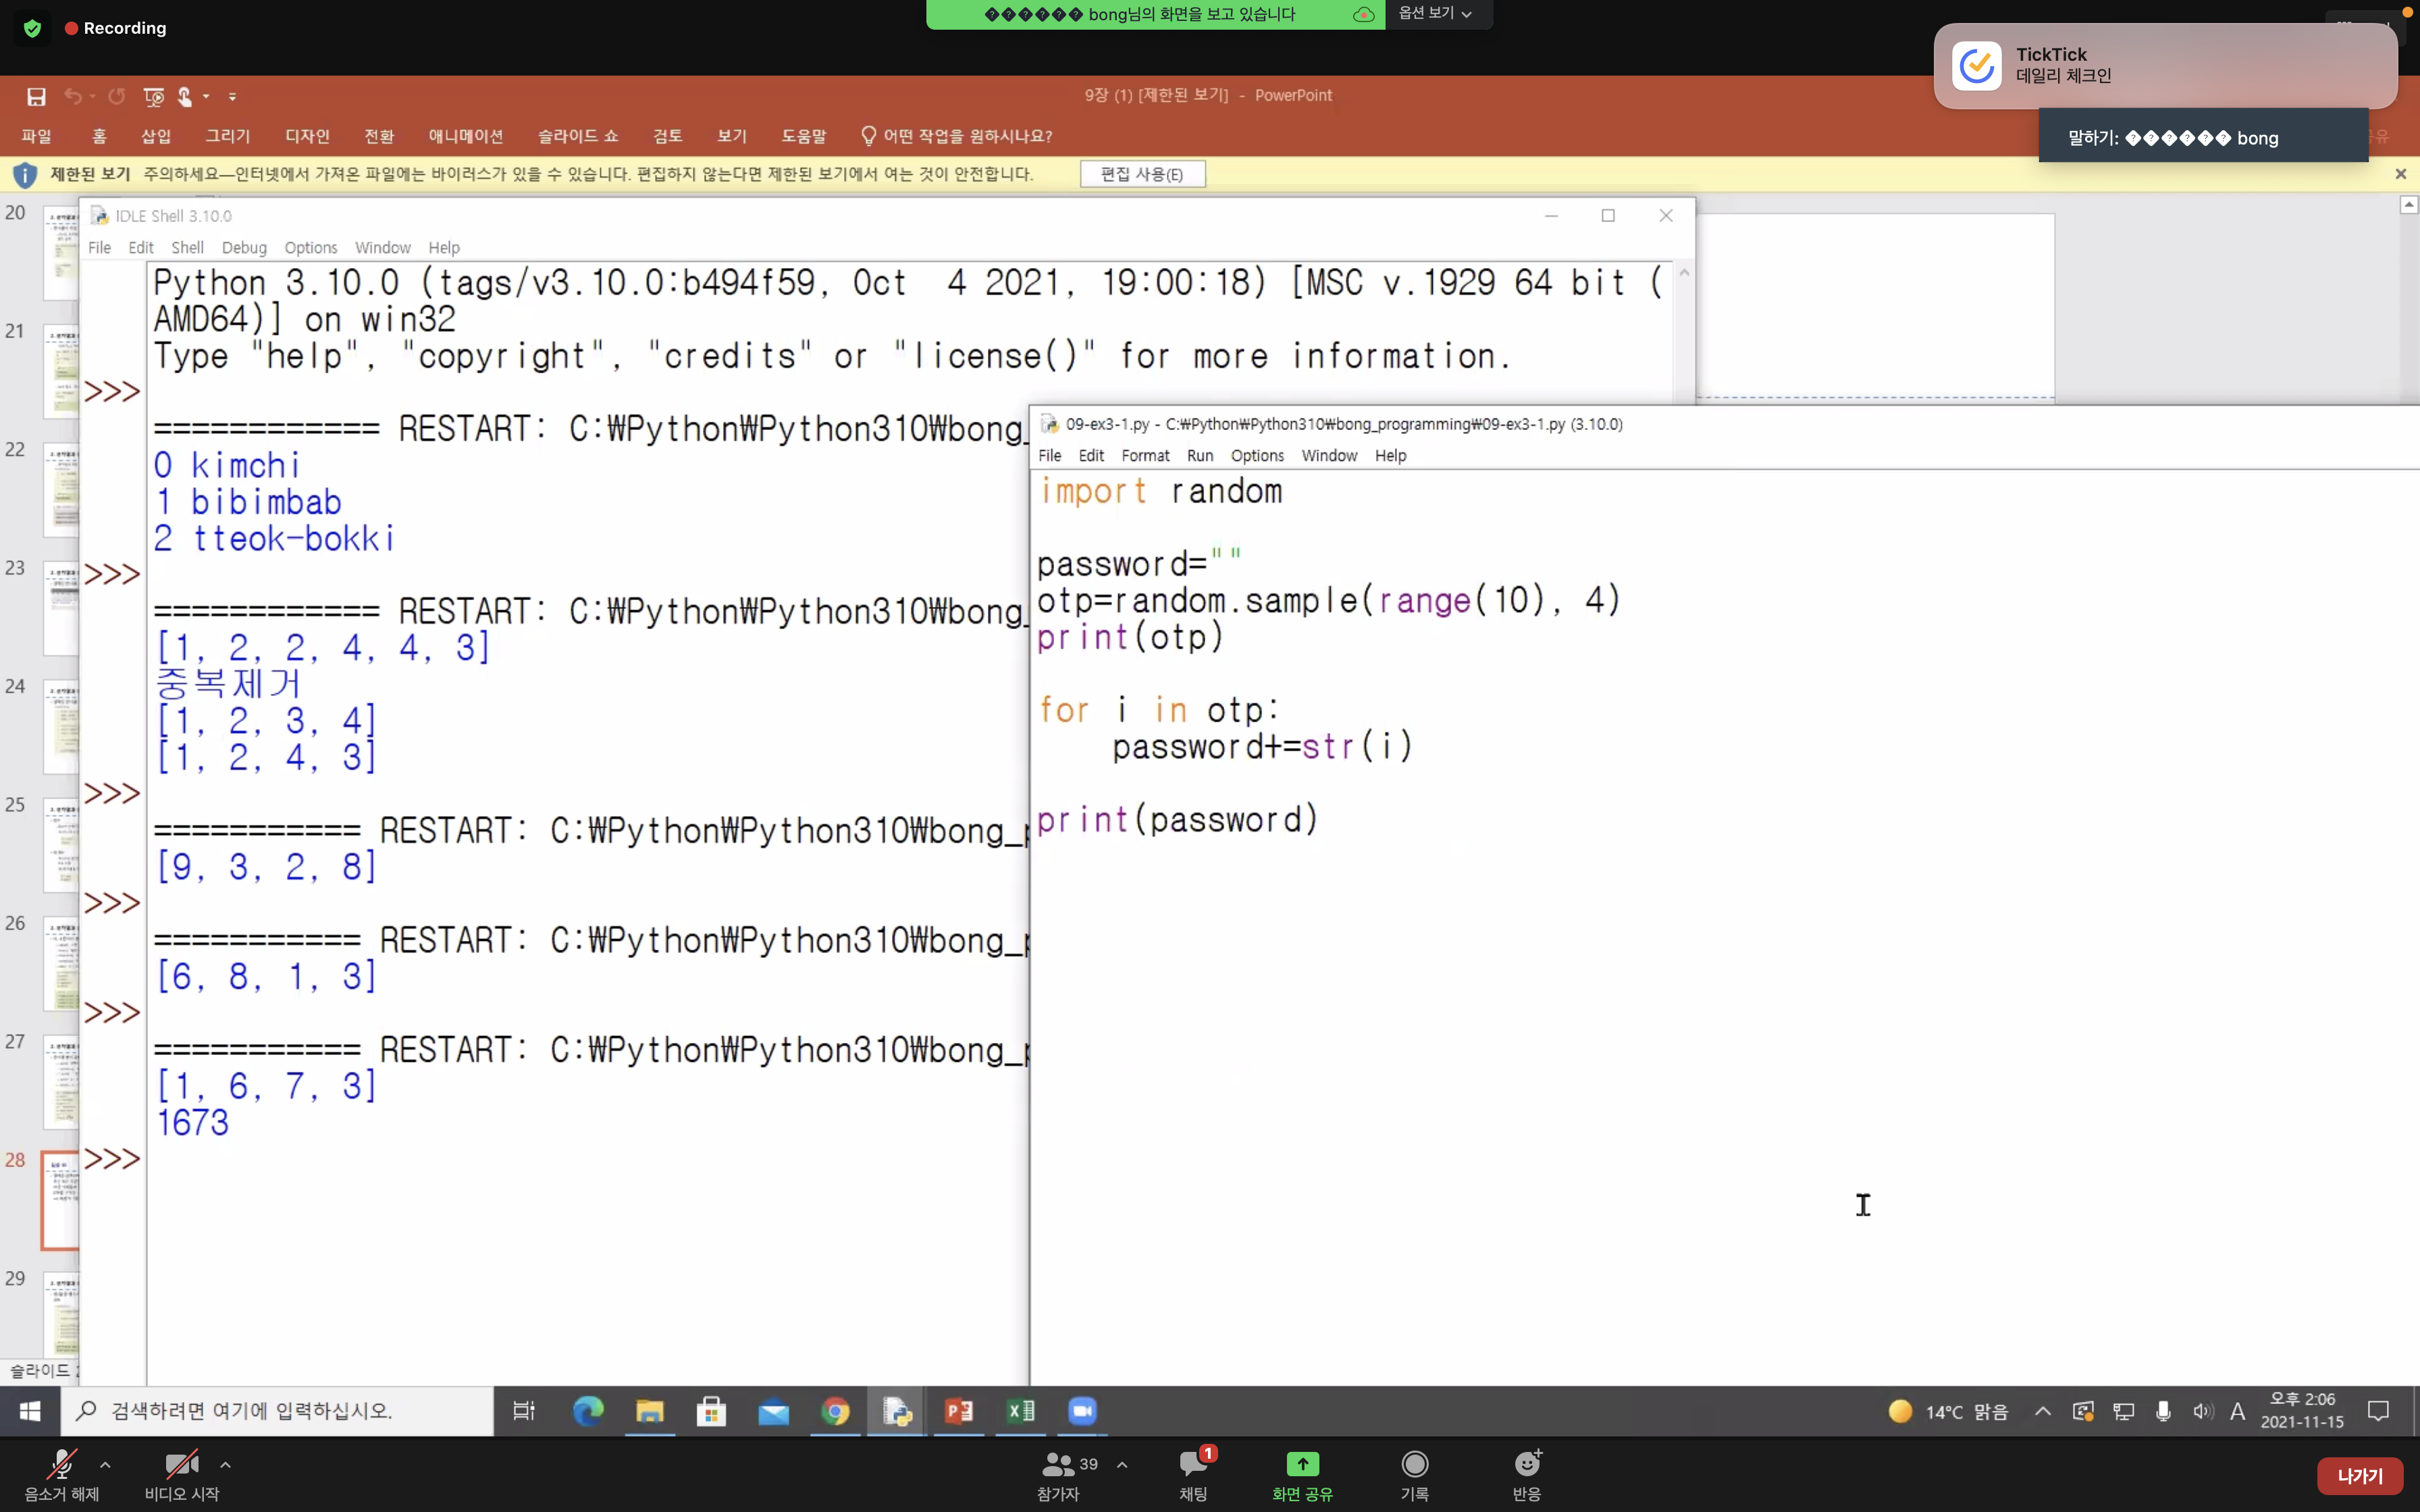 Recording
������ bong님의 화면을 보고 있습니다
옵션 보기
TickTick
데일리 체크인
말하기: ������ bong
9장 (1) [제한된 보기] - PowerPoint
파일 홈 삽입 그리기 디자인 전환 애니메이션 슬라이드 쇼 검토 보기 도움말 어떤 작업을 원하시나요?
제한된 보기 주의하세요—인터넷에서 가져온 파일에는 바이러스가 있을 수 있습니다. 편집하지 않는다면 제한된 보기에서 여는 것이 안전합니다. 편집 사용(E)
20
21
22
23
24
25
26
27
28
29
슬라이드
IDLE Shell 3.10.0
File Edit Shell Debug Options Window Help
Python 3.10.0 (tags/v3.10.0:b494f59, Oct  4 2021, 19:00:18) [MSC v.1929 64 bit (
AMD64)] on win32
Type "help", "copyright", "credits" or "license()" for more information.
>>>
============ RESTART: C:₩Python₩Python310₩bong_
0 kimchi
1 bibimbab
2 tteok-bokki
>>>
============ RESTART: C:₩Python₩Python310₩bong_
[1, 2, 2, 4, 4, 3]
중복제거
[1, 2, 3, 4]
[1, 2, 4, 3]
>>>
=========== RESTART: C:₩Python₩Python310₩bong_p
[9, 3, 2, 8]
>>>
=========== RESTART: C:₩Python₩Python310₩bong_p
[6, 8, 1, 3]
>>>
=========== RESTART: C:₩Python₩Python310₩bong_p
[1, 6, 7, 3]
1673
>>>
09-ex3-1.py - C:₩Python₩Python310₩bong_programming₩09-ex3-1.py (3.10.0)
File Edit Format Run Options Window Help
import random
password=""
otp=random.sample(range(10), 4)
print(otp)
for i in otp:
    password+=str(i)
print(password)
검색하려면 여기에 입력하십시오.
14°C 맑음
A
오후 2:06
2021-11-15
음소거 해제
비디오 시작
39
참가자
1
채팅
화면 공유
기록
반응
나가기